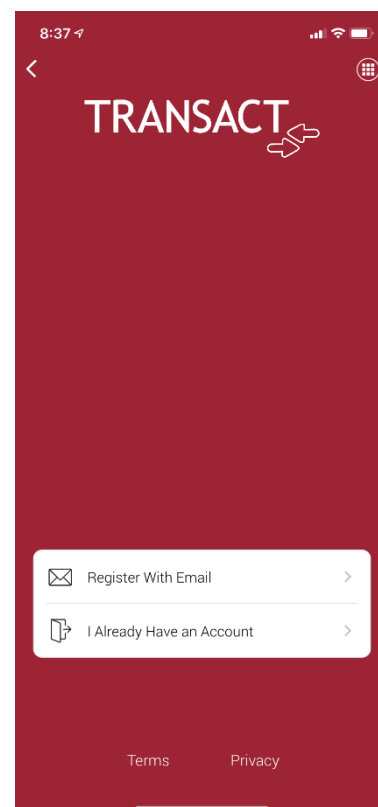 8:37
TRANSACT
Register With Email
I Already Have an Account
Terms Privacy